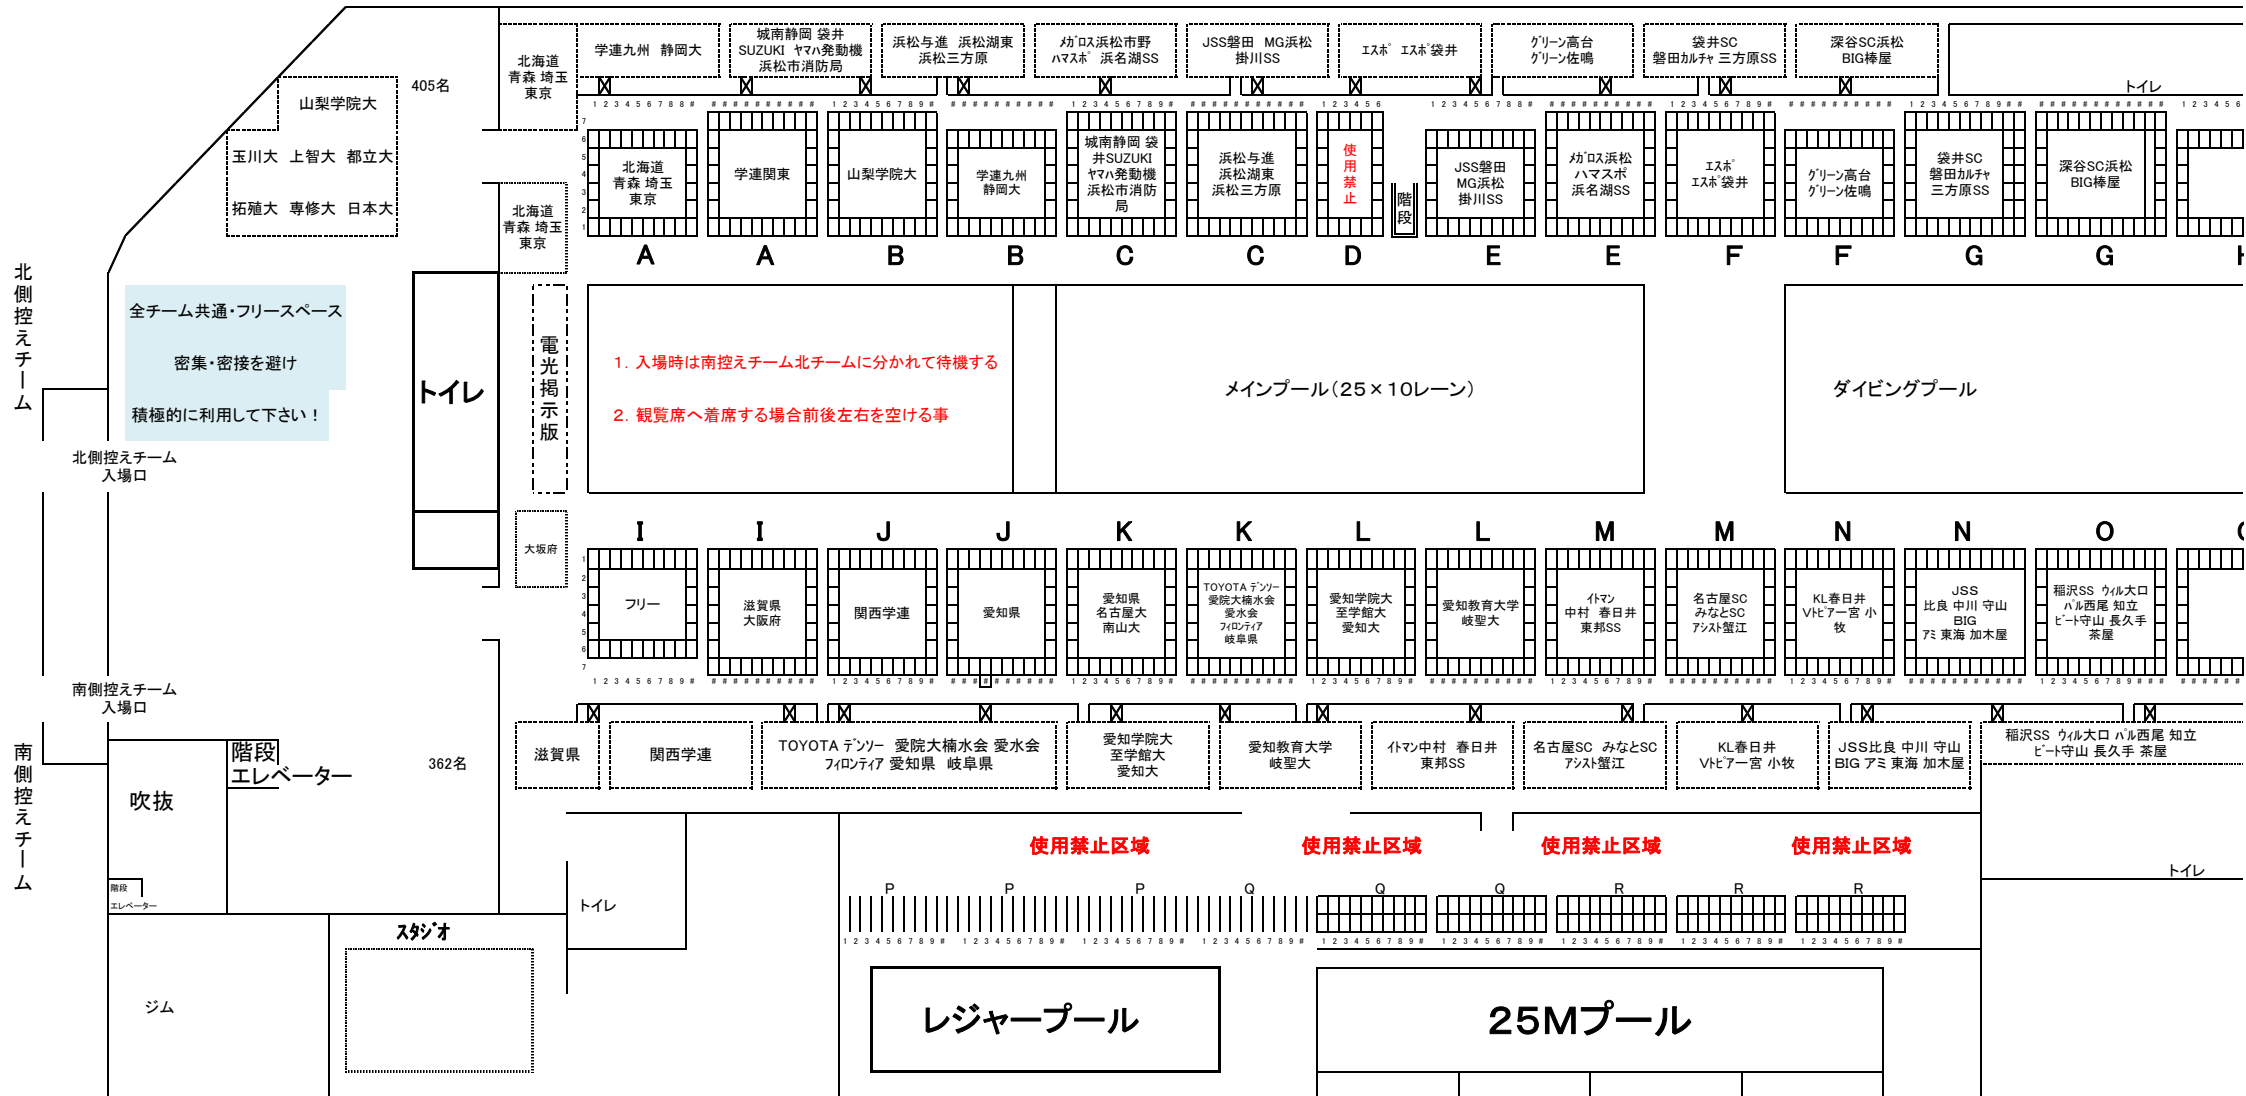 学連九州 静岡大
城南静岡 袋井
SUZUKI ﾔﾏﾊ発動機
浜松市消防局
浜松与進 浜松湖東
浜松三方原
ﾒｶﾞﾛｽ浜松市野
ﾊﾏｽﾎﾟ 浜名湖SS
JSS磐田 MG浜松
掛川SS
ｴｽﾎﾟ ｴｽﾎﾟ袋井
ｸﾞﾘｰﾝ高台
ｸﾞﾘｰﾝ佐鳴
袋井SC
磐田ｶﾙﾁｬ 三方原SS
深谷SC浜松
BIG棒屋
北海道
青森 埼玉
東京
405名
トイレ
山梨学院大
玉川大 上智大 都立大
拓殖大 専修大 日本大
北海道
青森 埼玉
東京
北海道
青森 埼玉
東京
学連関東
山梨学院大
学連九州
静岡大
城南静岡 袋
井SUZUKI
ﾔﾏﾊ発動機
浜松市消防
局
浜松与進
浜松湖東
浜松三方原
使用禁止
階段
JSS磐田
MG浜松
掛川SS
ﾒｶﾞﾛｽ浜松
ハマスポ
浜名湖SS
ｴｽﾎﾟ
ｴｽﾎﾟ袋井
ｸﾞﾘｰﾝ高台
ｸﾞﾘｰﾝ佐鳴
袋井SC
磐田ｶﾙﾁｬ
三方原SS
深谷SC浜松
BIG棒屋
A A B B C C D E E F F G G H
北側控えチーム
全チーム共通・フリースペース
密集・密接を避け
積極的に利用して下さい！
トイレ
電光掲示版
1. 入場時は南控えチーム北チームに分かれて待機する
2. 観覧席へ着席する場合前後左右を空ける事
メインプール（25×10レーン）
ダイビングプール
北側控えチーム
入場口
I I J J K K L L M M N N O
大坂府
フリー
滋賀県
大阪府
関西学連
愛知県
愛知県
名古屋大
南山大
TOYOTA ﾃﾞﾝｿｰ
愛院大楠水会
愛水会
ﾌｨﾛﾝﾃｨｱ
岐阜県
愛知学院大
至学館大
愛知大
愛知教育大学
岐聖大
ｲﾄﾏﾝ
中村 春日井
東邦SS
名古屋SC
みなとSC
ｱｼｽﾄ蟹江
KL春日井
Vﾄﾋﾟｱ一宮 小
牧
JSS
比良 中川 守山
BIG
ｱﾐ 東海 加木屋
稲沢SS ｳｨﾙ大口
ﾊﾟﾙ西尾 知立
ﾋﾞｰﾄ守山 長久手
茶屋
南側控えチーム
入場口
南側控えチーム
階段
エレベーター
吹抜
362名
滋賀県
関西学連
TOYOTA ﾃﾞﾝｿｰ 愛院大楠水会 愛水会
ﾌｨﾛﾝﾃｨｱ 愛知県 岐阜県
愛知学院大
至学館大
愛知大
愛知教育大学
岐聖大
ｲﾄﾏﾝ中村 春日井
東邦SS
名古屋SC みなとSC
ｱｼｽﾄ蟹江
KL春日井
Vﾄﾋﾟｱ一宮 小牧
JSS比良 中川 守山
BIG アミ 東海 加木屋
稲沢SS ｳｨﾙ大口 ﾊﾟﾙ西尾 知立
ﾋﾞｰﾄ守山 長久手 茶屋
使用禁止区域 使用禁止区域 使用禁止区域 使用禁止区域
トイレ
階段
エレベーター
トイレ
P P P Q Q Q R R R
スタジオ
ジム
レジャープール
25Mプール